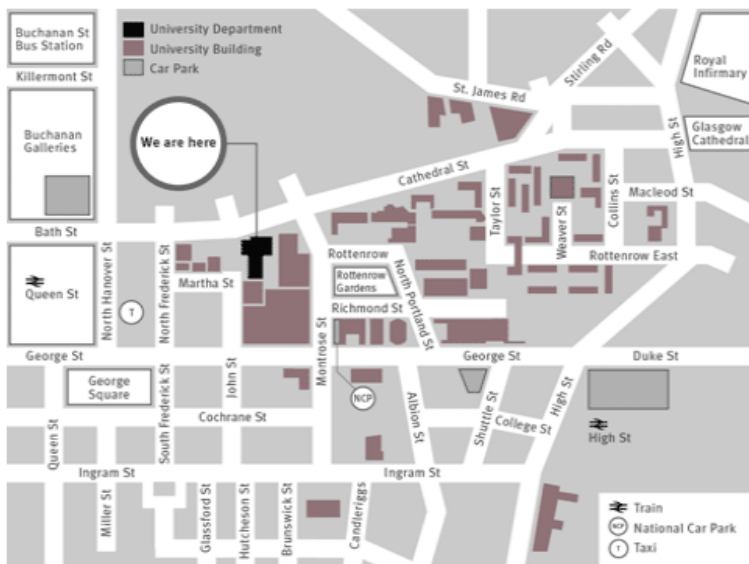 Buchanan St
Bus Station
University Department
University Building
Car Park
Killermont St
Stirling Rd
Royal
Infirmary
St. James Rd
Buchanan
Galleries
We are here
High St
Glasgow
Cathedral
Cathedral St
Taylor St
Weaver St
Collins St
Macleod St
Bath St
Rottenrow
Rottenrow East
Queen St
North Hanover St
North Frederick St
Martha St
Rottenrow
Gardens
North Portland St
T
Richmond St
Montrose St
George St
George St
Duke St
George
Square
South Frederick St
John St
NCP
Albion St
Shuttle St
High St
Cochrane St
College St
High St
Queen St
Ingram St
Ingram St
Miller St
Glassford St
Hutcheson St
Brunswick St
Candleriggs
Train
NCP National Car Park
T Taxi